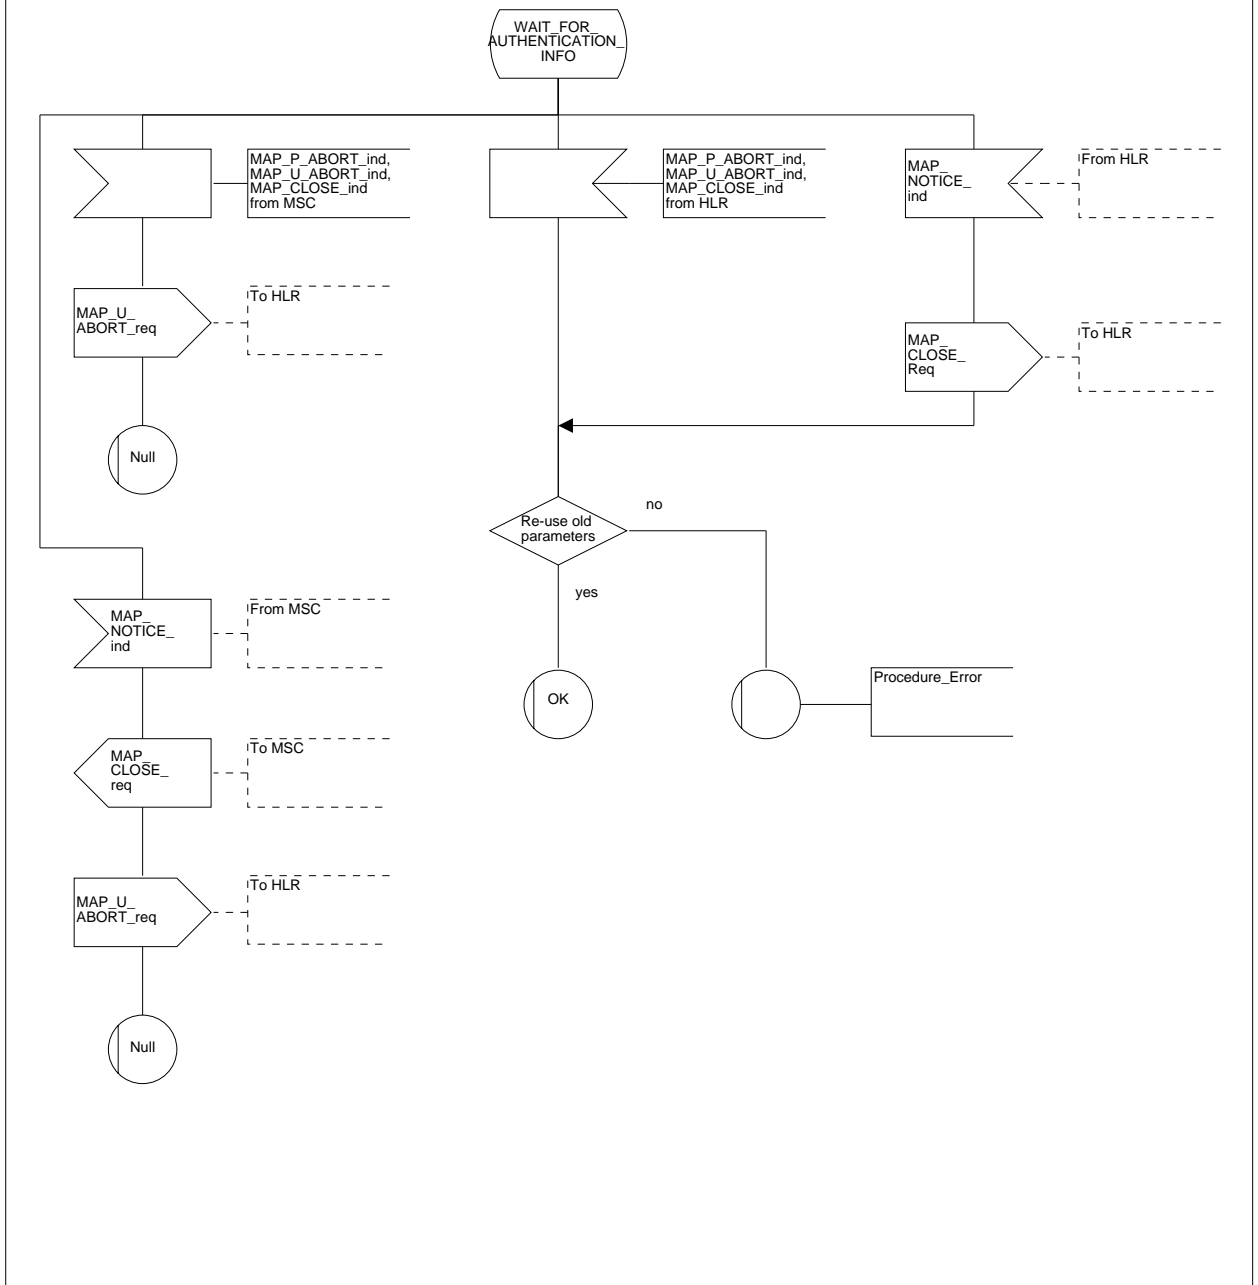 WAIT_FOR_
AUTHENTICATION_
INFO
MAP_P_ABORT_ind,
MAP_U_ABORT_ind,
MAP_CLOSE_ind
from MSC
MAP_P_ABORT_ind,
MAP_U_ABORT_ind,
MAP_CLOSE_ind
from HLR
MAP_
NOTICE_
ind
From HLR
MAP_U_
ABORT_req
To HLR
MAP_
CLOSE_
Req
To HLR
Null
Re-use old
parameters
no
yes
MAP_
NOTICE_
ind
From MSC
OK
Procedure_Error
MAP_
CLOSE_
req
To MSC
MAP_U_
ABORT_req
To HLR
Null